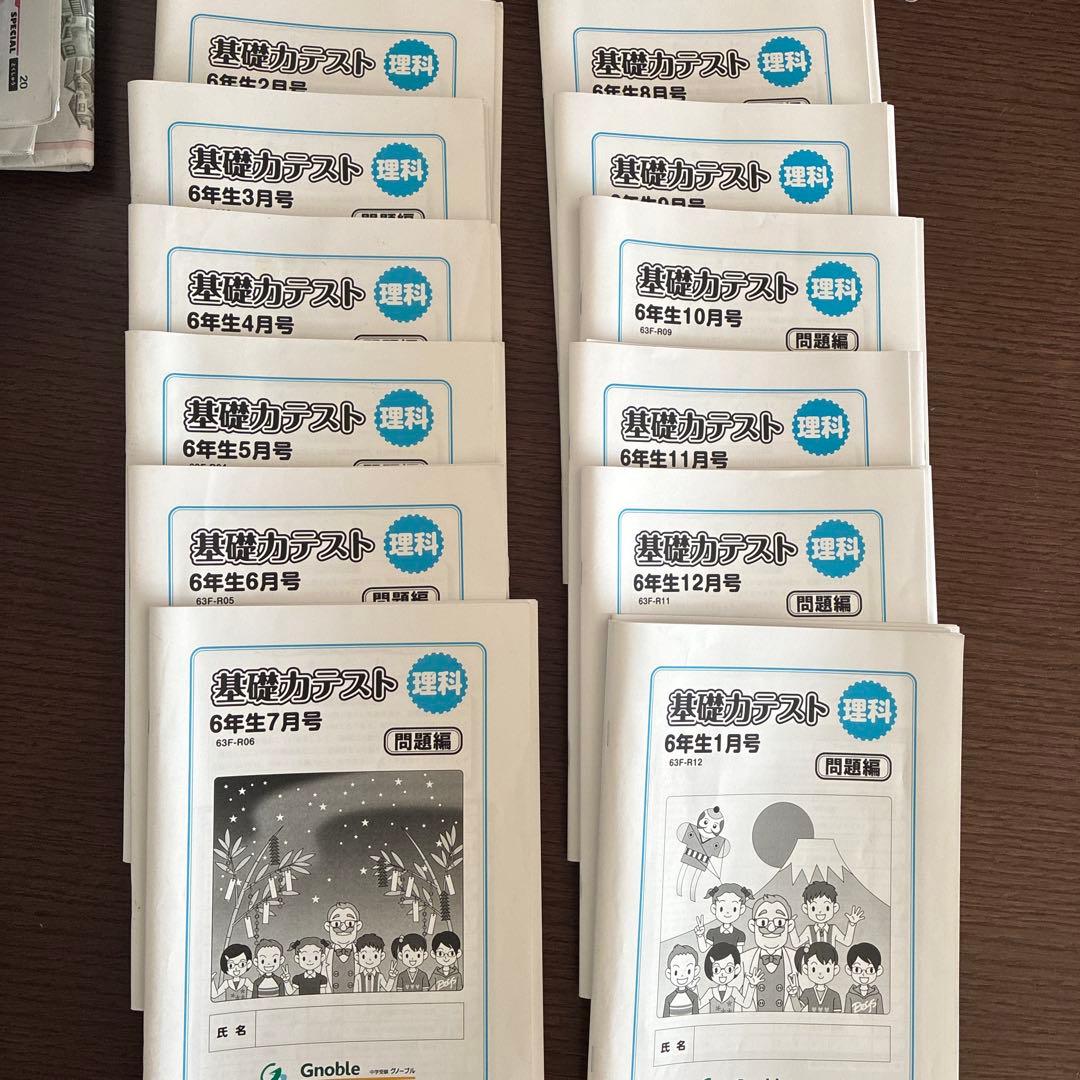 SPECIAL
20
基礎力テスト 理科
6年生2月号
基礎力テスト 理科
6年生3月号
問題編
基礎力テスト 理科
6年生4月号
基礎力テスト 理科
6年生5月号
基礎力テスト 理科
6年生6月号
63F-R05
問題編
基礎力テスト 理科
6年生7月号
63F-R06
問題編
氏名
Gnoble 中学受験 グノーブル
基礎力テスト 理科
6年生8月号
基礎力テスト 理科
6年生9月号
基礎力テスト 理科
6年生10月号
63F-R09
問題編
基礎力テスト 理科
6年生11月号
基礎力テスト 理科
6年生12月号
63F-R11
問題編
基礎力テスト 理科
6年生1月号
63F-R12
問題編
氏名